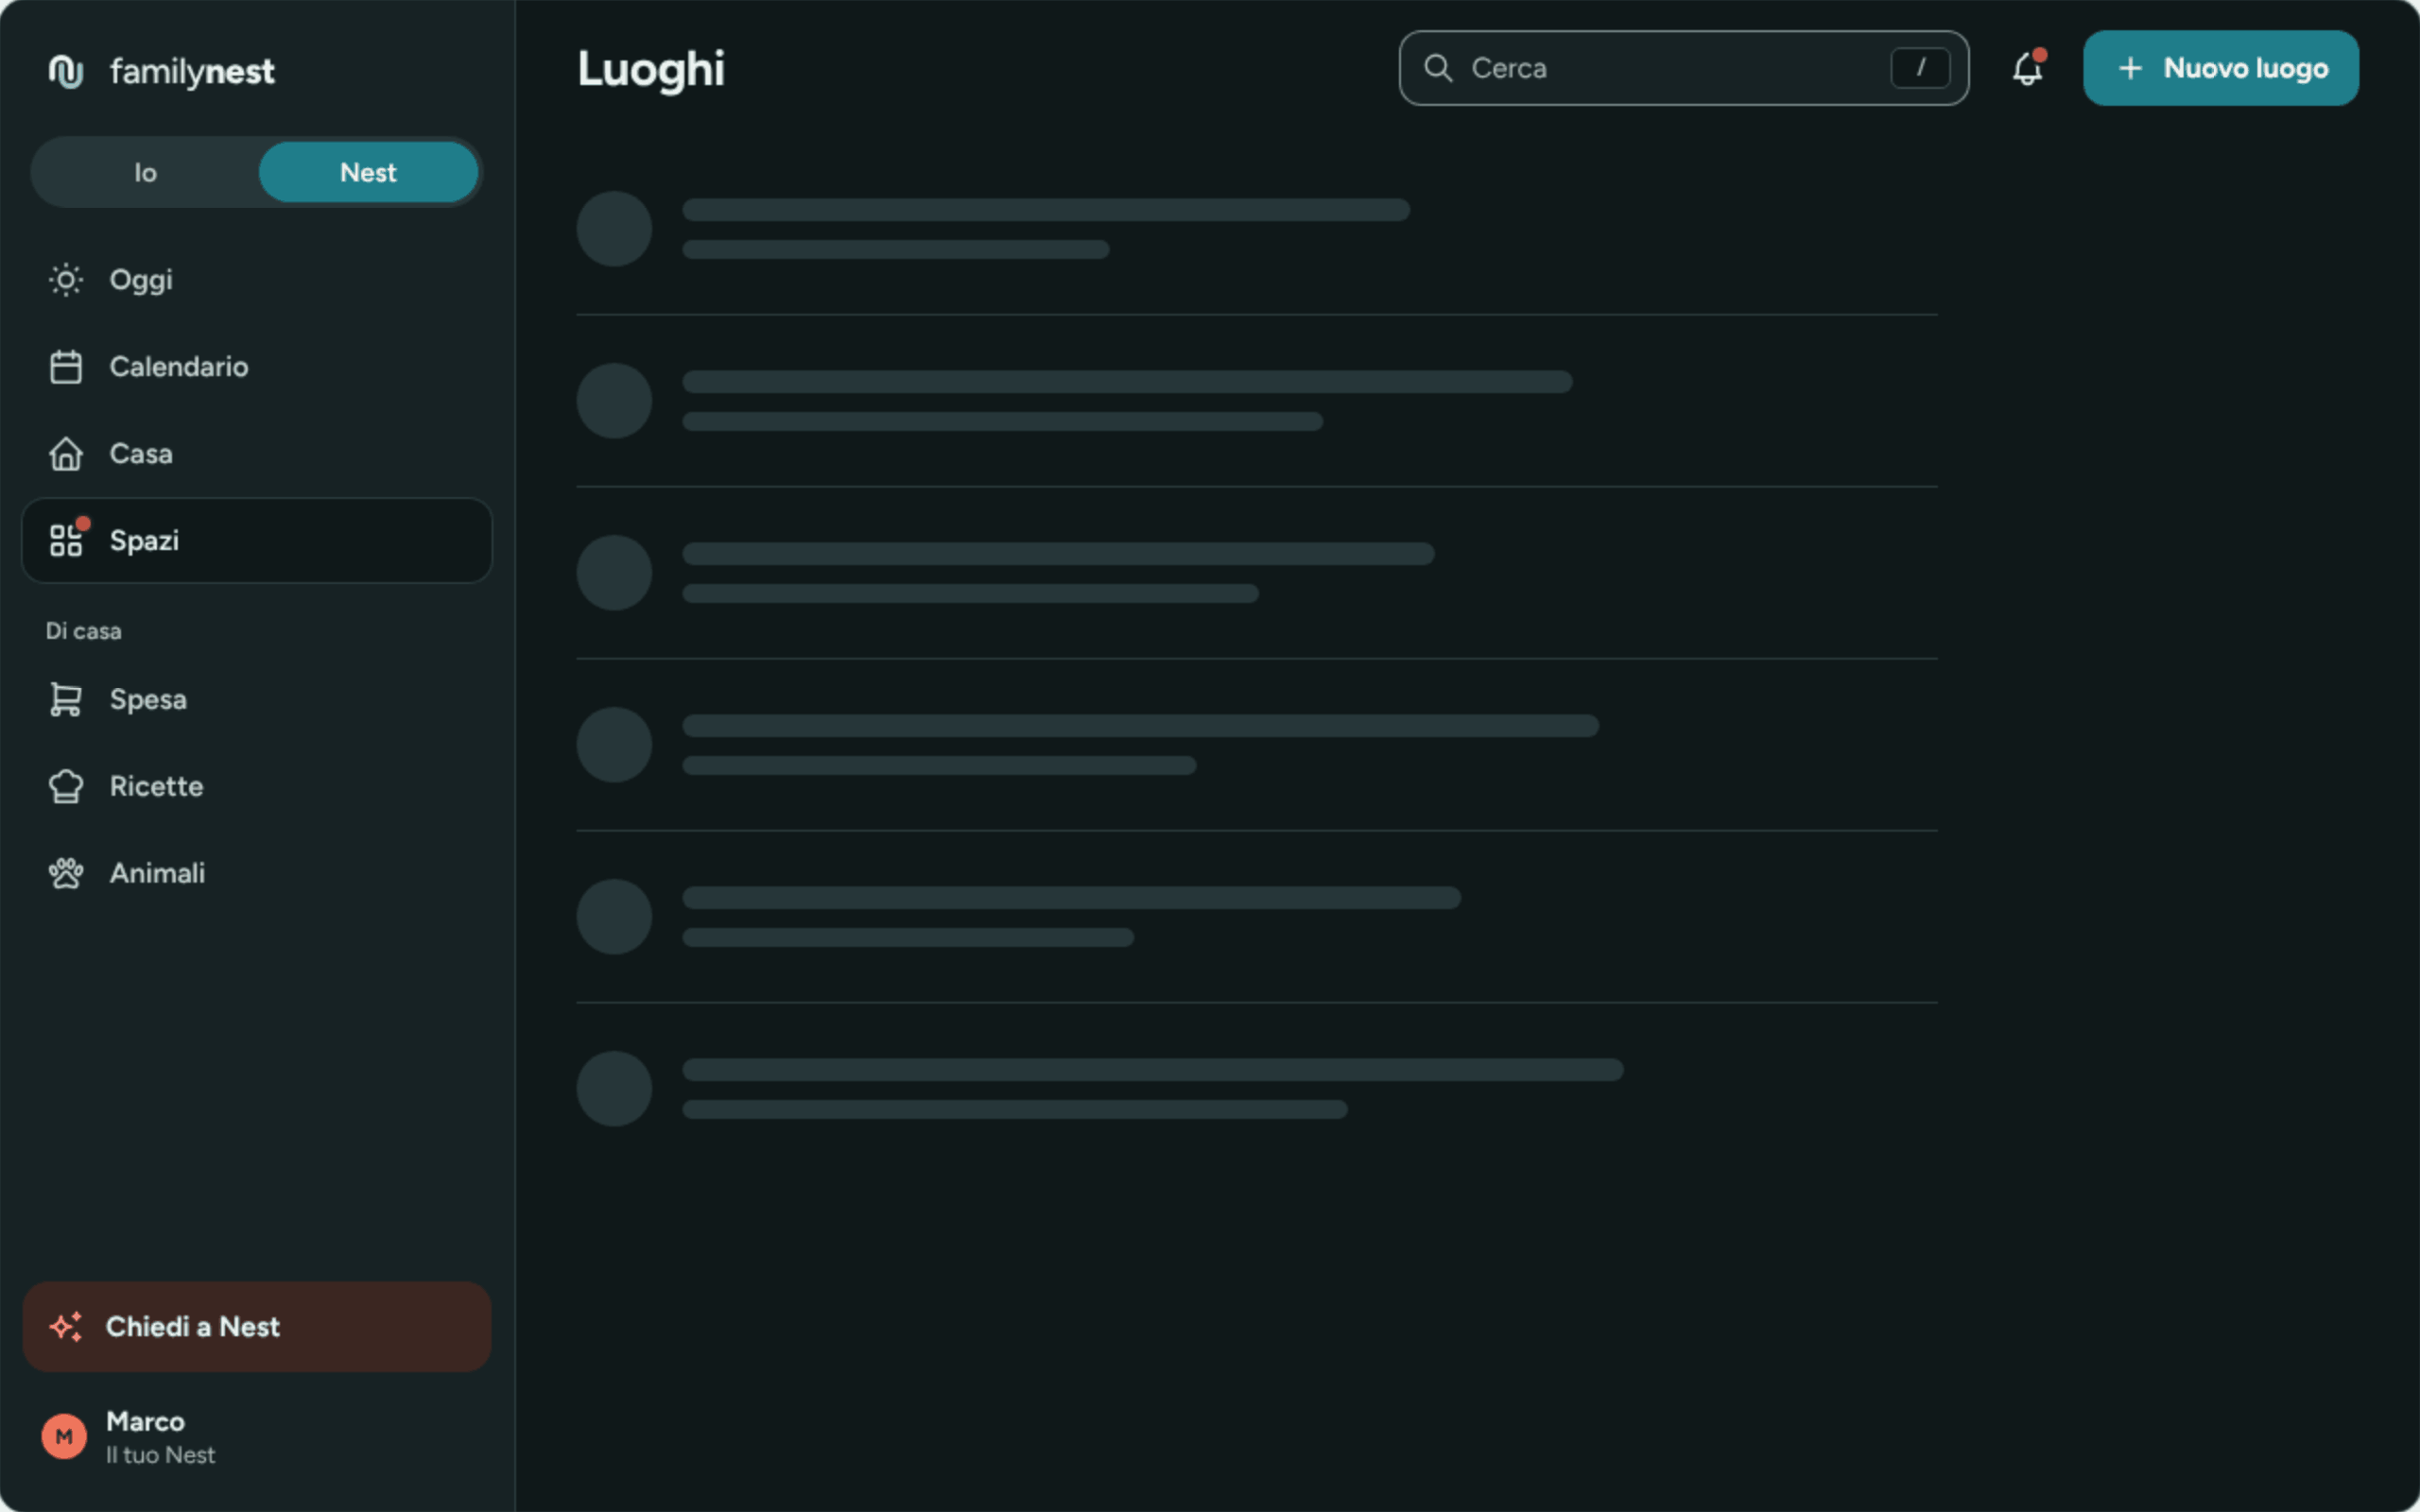 familynest
Io
Nest
Oggi
Calendario
Casa
Spazi
Di casa
Spesa
Ricette
Animali
Chiedi a Nest
M
Marco
Il tuo Nest
Luoghi
Cerca
/
+ Nuovo luogo